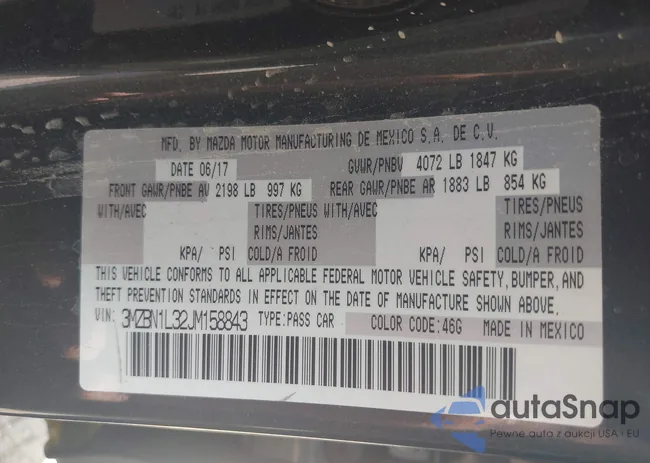 MFD. BY MAZDA MOTOR MANUFACTURING DE MEXICO S.A. DE C.V.
DATE 06/17 GVWR/PNBV 4072 LB 1847 KG
FRONT GAWR/PNBE AV 2198 LB 997 KG REAR GAWR/PNBE AR 1883 LB 854 KG
WITH/AVEC TIRES/PNEUS WITH/AVEC TIRES/PNEUS
RIMS/JANTES RIMS/JANTES
KPA/ PSI COLD/A FROID KPA/ PSI COLD/A FROID
THIS VEHICLE CONFORMS TO ALL APPLICABLE FEDERAL MOTOR VEHICLE SAFETY, BUMPER, AND
THEFT PREVENTION STANDARDS IN EFFECT ON THE DATE OF MANUFACTURE SHOWN ABOVE.
VIN: 3MZBN1L32JM158843 TYPE:PASS CAR COLOR CODE:46G MADE IN MEXICO
autaSnap
Pewne auta z aukcji USA i EU